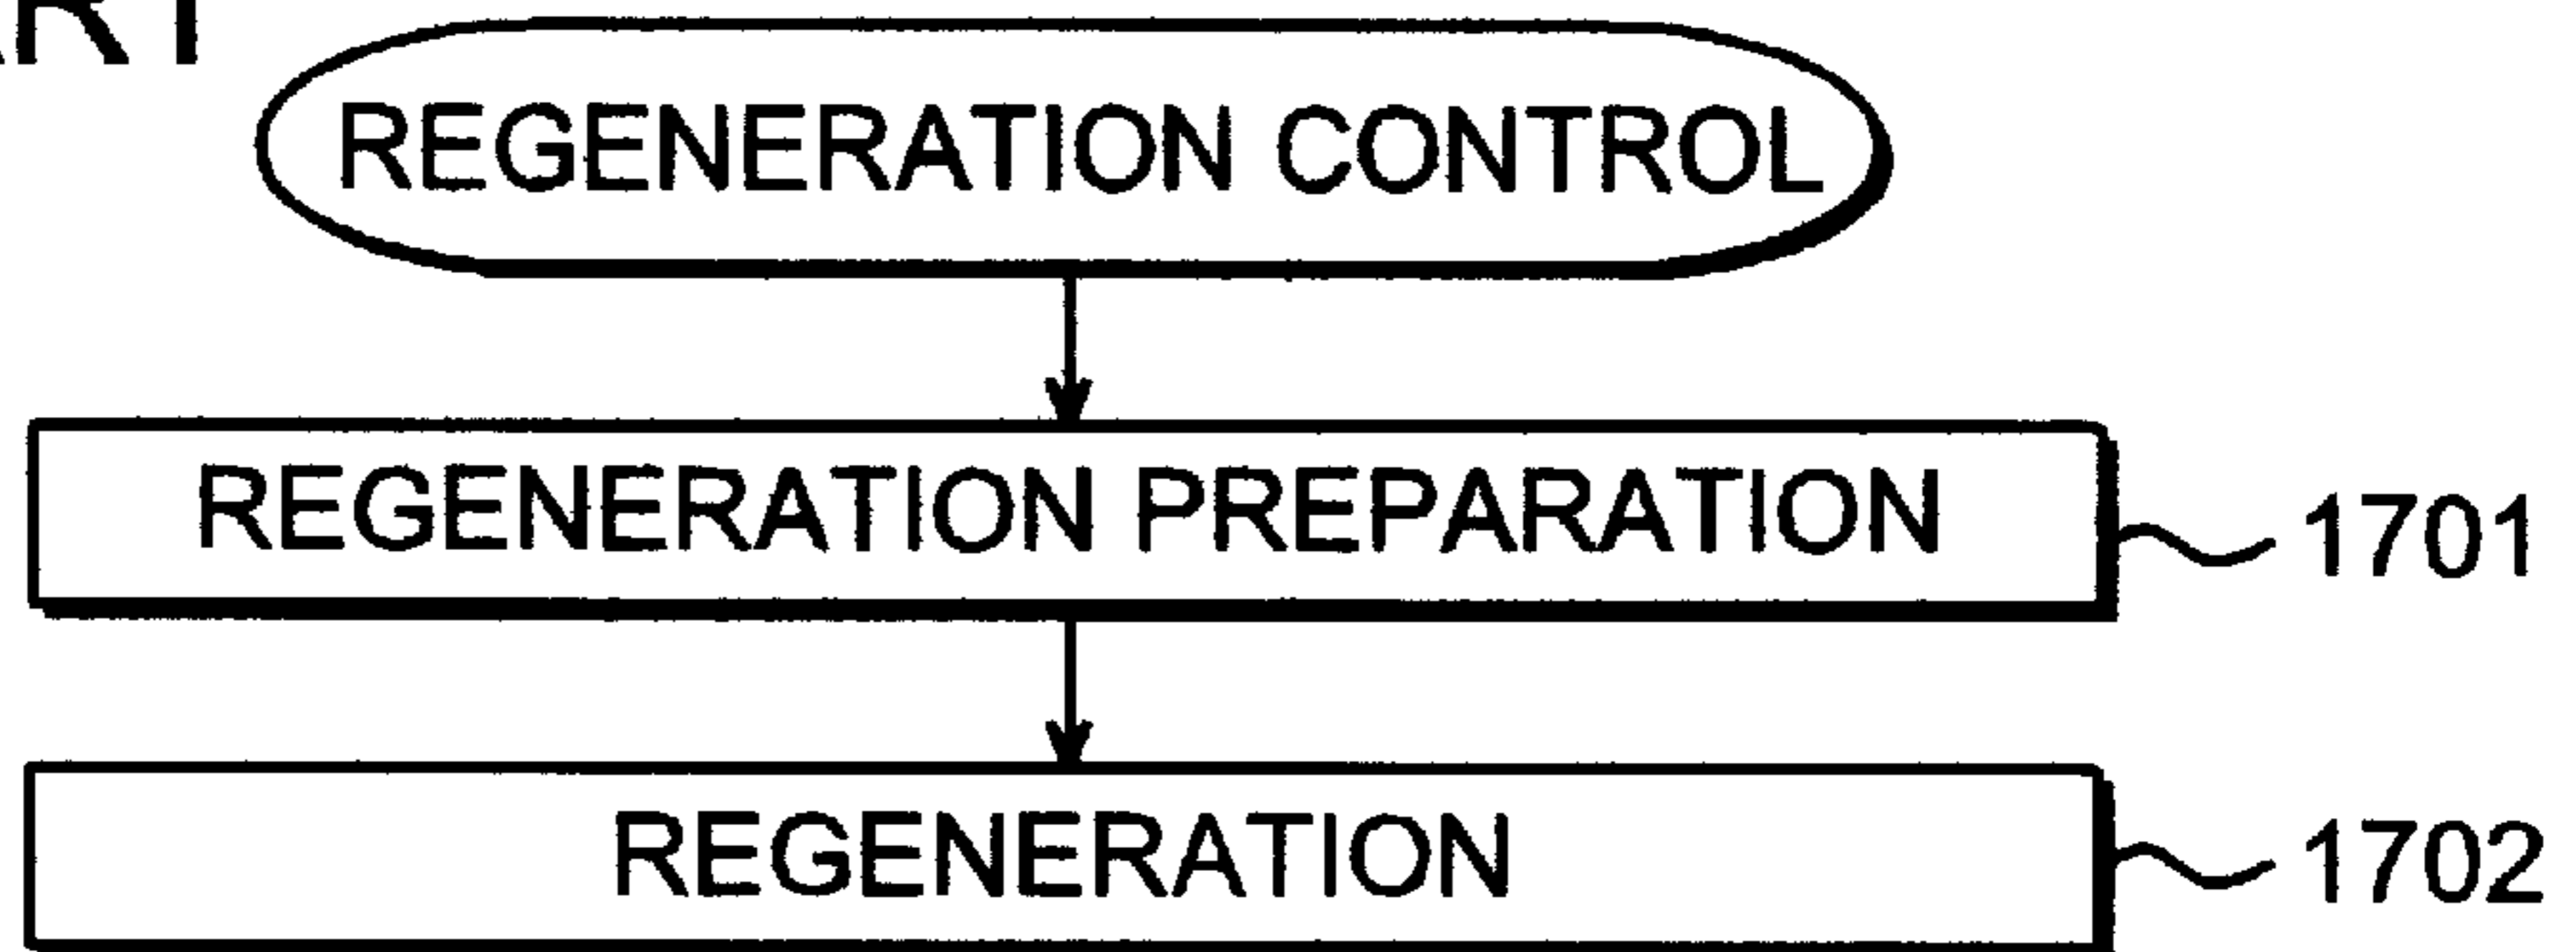 REGENERATION CONTROL
REGENERATION PREPARATION
1701
REGENERATION
1702